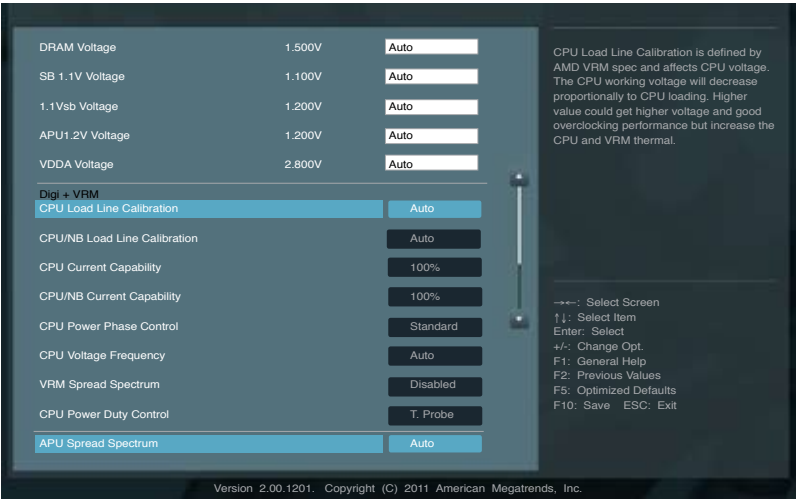 DRAM Voltage 1.500V Auto
SB 1.1V Voltage 1.100V Auto
1.1Vsb Voltage 1.200V Auto
APU1.2V Voltage 1.200V Auto
VDDA Voltage 2.800V Auto
Digi + VRM
CPU Load Line Calibration Auto
CPU/NB Load Line Calibration Auto
CPU Current Capability 100%
CPU/NB Current Capability 100%
CPU Power Phase Control Standard
CPU Voltage Frequency Auto
VRM Spread Spectrum Disabled
CPU Power Duty Control T. Probe
APU Spread Spectrum Auto
CPU Load Line Calibration is defined by
AMD VRM spec and affects CPU voltage.
The CPU working voltage will decrease
proportionally to CPU loading. Higher
value could get higher voltage and good
overclocking performance but increase the
CPU and VRM thermal.
→←: Select Screen
↑↓: Select Item
Enter: Select
+/-: Change Opt.
F1: General Help
F2: Previous Values
F5: Optimized Defaults
F10: Save ESC: Exit
Version 2.00.1201. Copyright (C) 2011 American Megatrends, Inc.